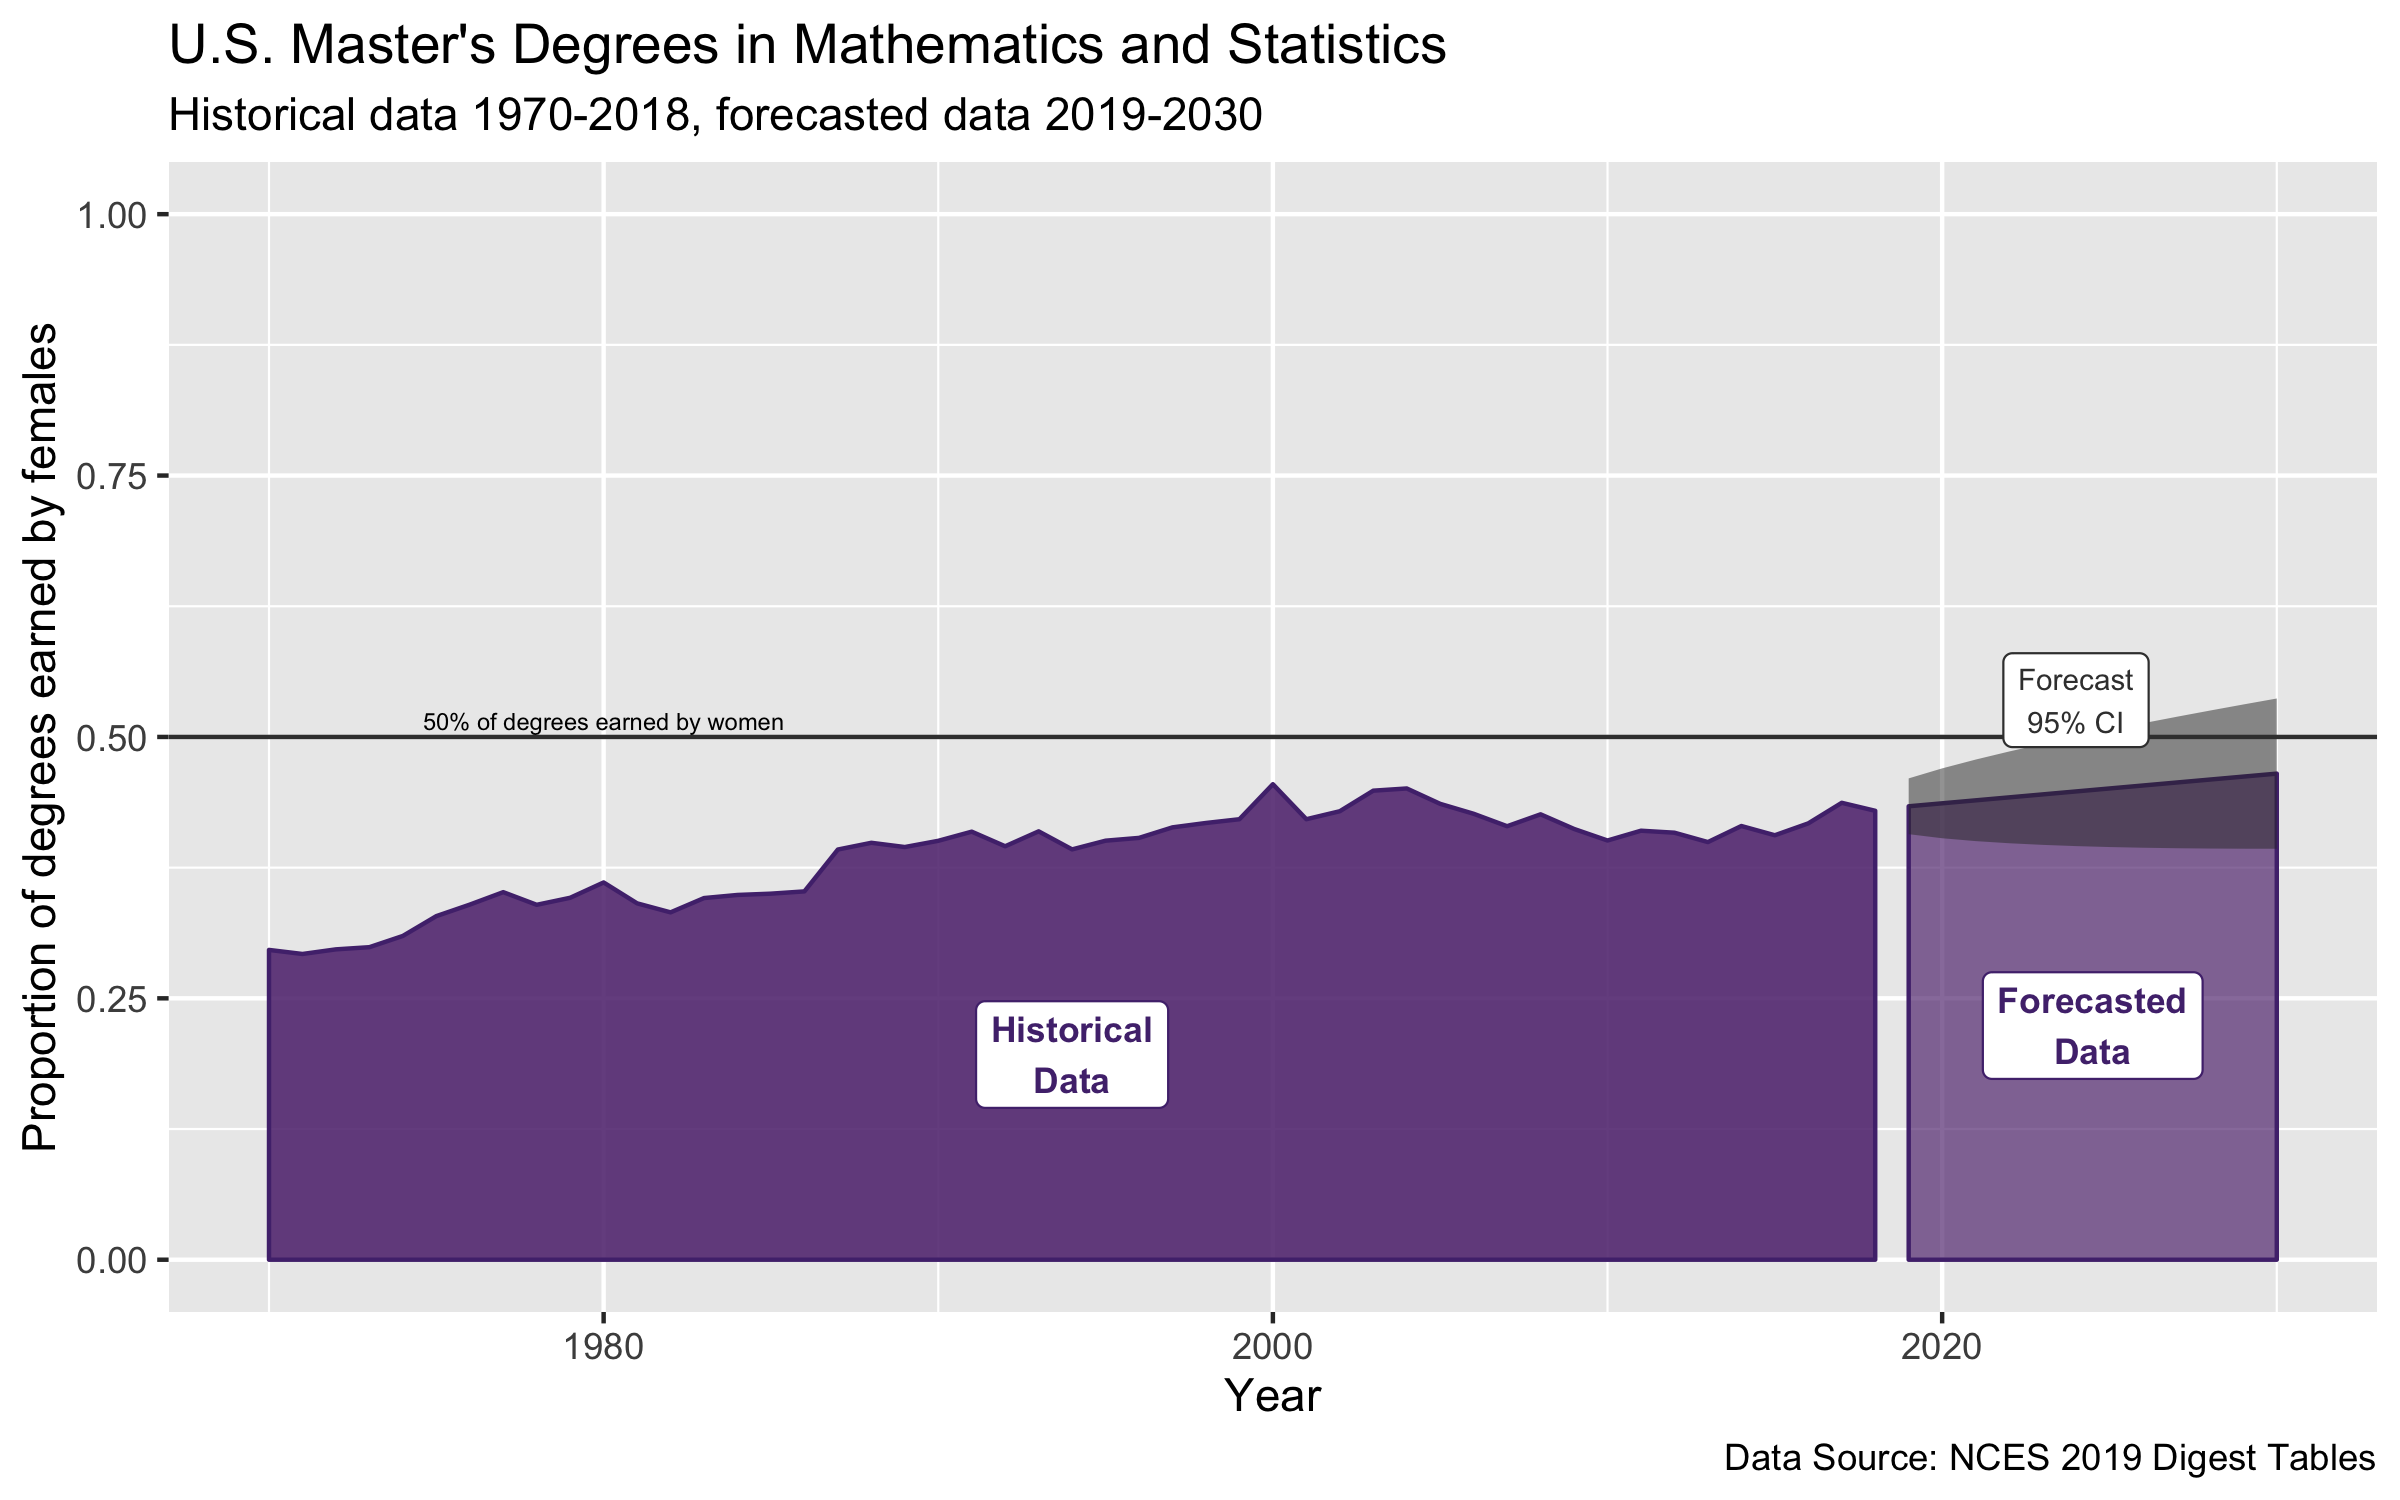 U.S. Master's Degrees in Mathematics and Statistics
Historical data 1970-2018, forecasted data 2019-2030
Proportion of degrees earned by females
1.00
0.75
0.50
0.25
0.00
50% of degrees earned by women
Forecast
95% CI
Historical
Data
Forecasted
Data
1980
2000
2020
Year
Data Source: NCES 2019 Digest Tables